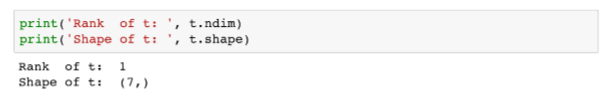 print('Rank  of t: ', t.ndim)
print('Shape of t: ', t.shape)
Rank  of t:  1
Shape of t:  (7,)